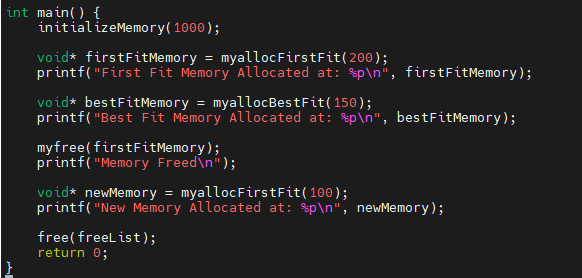 int main() {
    initializeMemory(1000);

    void* firstFitMemory = myallocFirstFit(200);
    printf("First Fit Memory Allocated at: %p\n", firstFitMemory);

    void* bestFitMemory = myallocBestFit(150);
    printf("Best Fit Memory Allocated at: %p\n", bestFitMemory);

    myfree(firstFitMemory);
    printf("Memory Freed\n");

    void* newMemory = myallocFirstFit(100);
    printf("New Memory Allocated at: %p\n", newMemory);

    free(freeList);
    return 0;
}